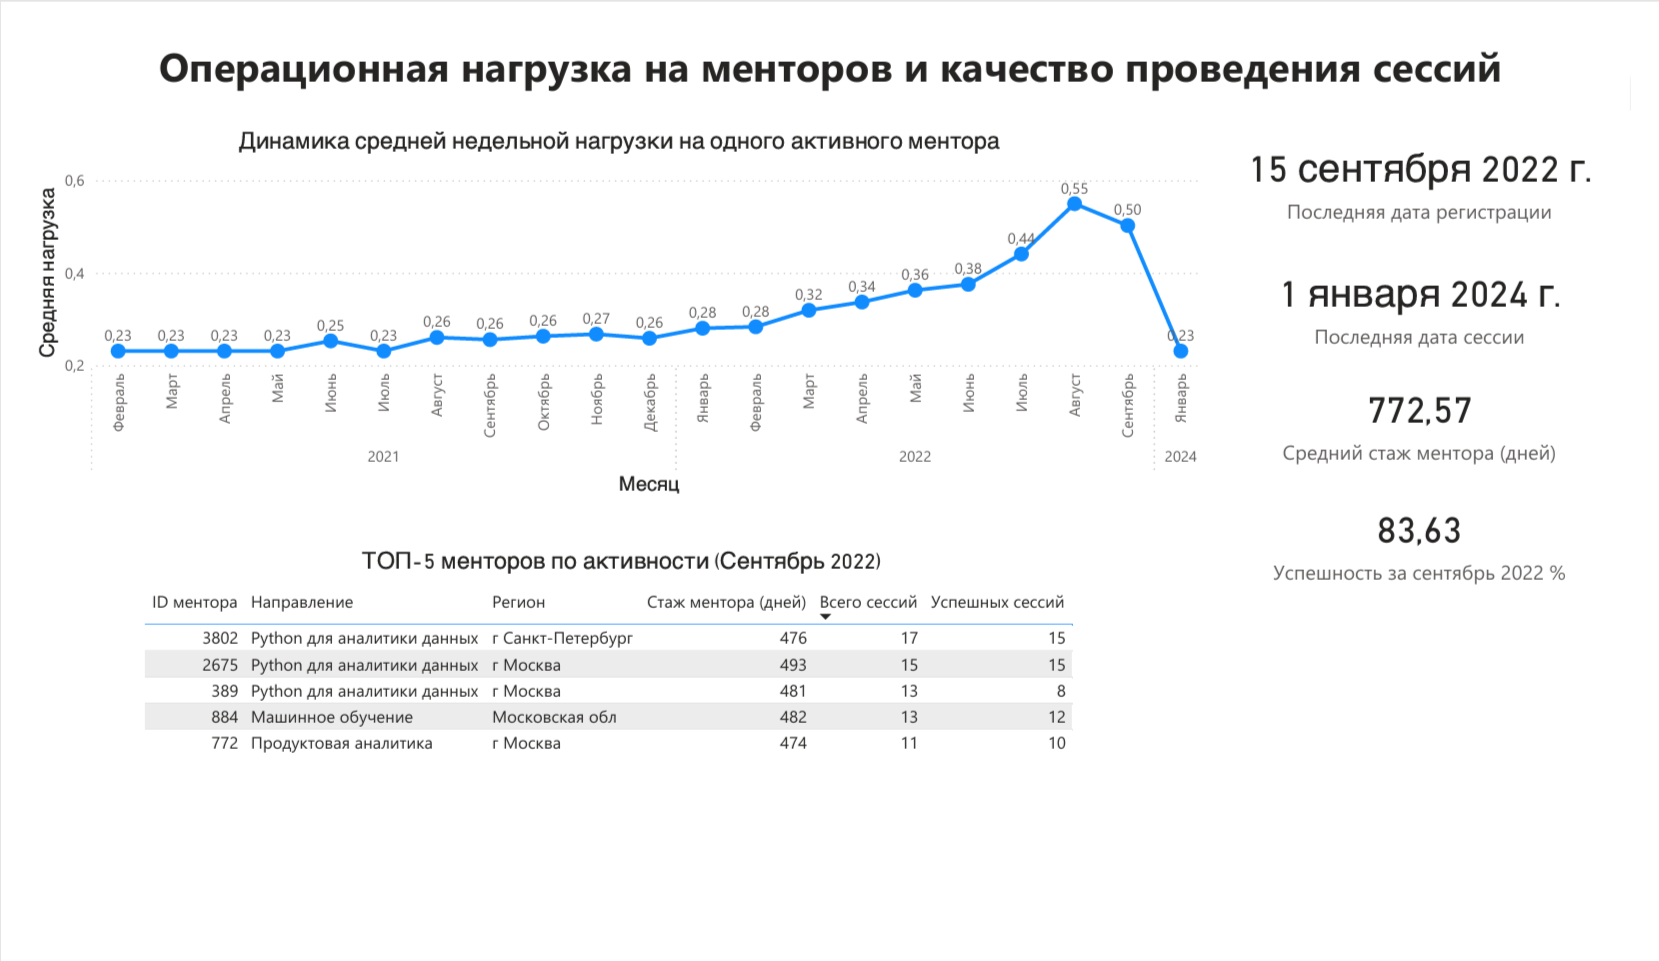 Операционная нагрузка на менторов и качество проведения сессий
Динамика средней недельной нагрузки на одного активного ментора
Средняя нагрузка
0,6
0,4
0,2
0,23
0,23
0,23
0,23
0,25
0,23
0,26
0,26
0,26
0,27
0,26
0,28
0,28
0,32
0,34
0,36
0,38
0,44
0,55
0,50
0,23
Февраль
Март
Апрель
Май
Июнь
Июль
Август
Сентябрь
Октябрь
Ноябрь
Декабрь
Январь
Февраль
Март
Апрель
Май
Июнь
Июль
Август
Сентябрь
Январь
2021
2022
2024
Месяц
15 сентября 2022 г.
Последняя дата регистрации
1 января 2024 г.
Последняя дата сессии
772,57
Средний стаж ментора (дней)
83,63
Успешность за сентябрь 2022 %
ТОП-5 менторов по активности (Сентябрь 2022)
ID ментора Направление Регион Стаж ментора (дней) Всего сессий Успешных сессий
3802 Python для аналитики данных г Санкт-Петербург 476 17 15
2675 Python для аналитики данных г Москва 493 15 15
389 Python для аналитики данных г Москва 481 13 8
884 Машинное обучение Московская обл 482 13 12
772 Продуктовая аналитика г Москва 474 11 10